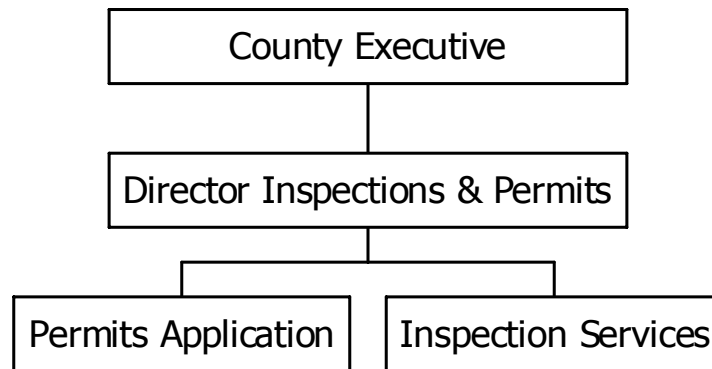 County Executive
Director Inspections & Permits
Permits Application
Inspection Services